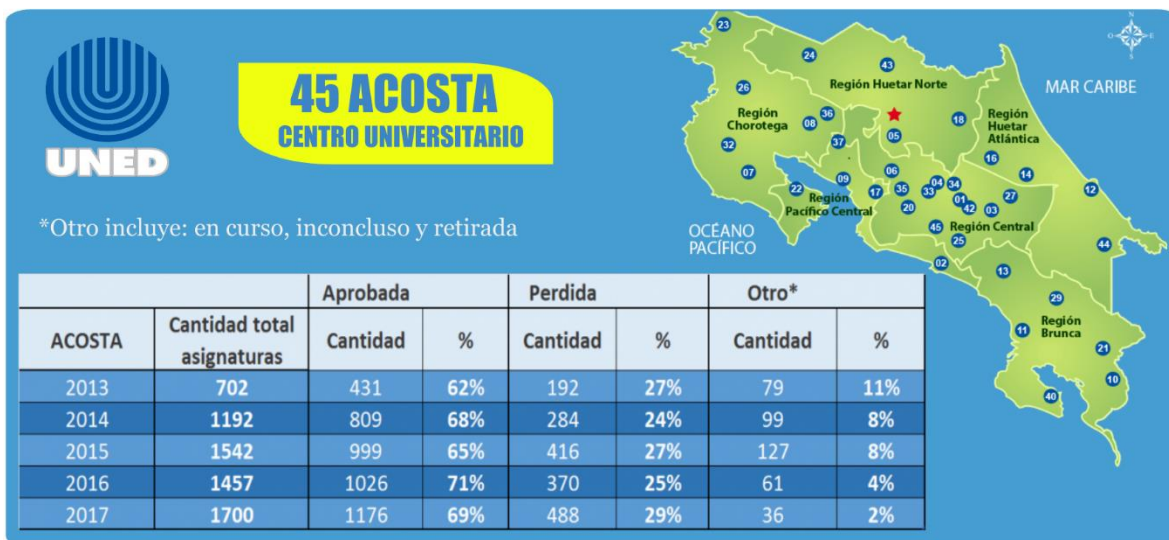 UNED
45 ACOSTA
CENTRO UNIVERSITARIO
*Otro incluye: en curso, inconcluso y retirada
Aprobada Perdida Otro*
ACOSTA Cantidad total asignaturas Cantidad % Cantidad % Cantidad %
2013 702 431 62% 192 27% 79 11%
2014 1192 809 68% 284 24% 99 8%
2015 1542 999 65% 416 27% 127 8%
2016 1457 1026 71% 370 25% 61 4%
2017 1700 1176 69% 488 29% 36 2%
N
O E
S
23
24
43
Región Huetar Norte
MAR CARIBE
26
Región
Chorotega
36
08
18
Región
Huetar
Atlántica
05
37
32
16
07
06
09
14
22
17
35
04
34
33
01
27
12
Región
Pacífico Central
20
42
03
OCÉANO
PACÍFICO
45
Región Central
25
44
02
13
29
11
Región
Brunca
21
10
40